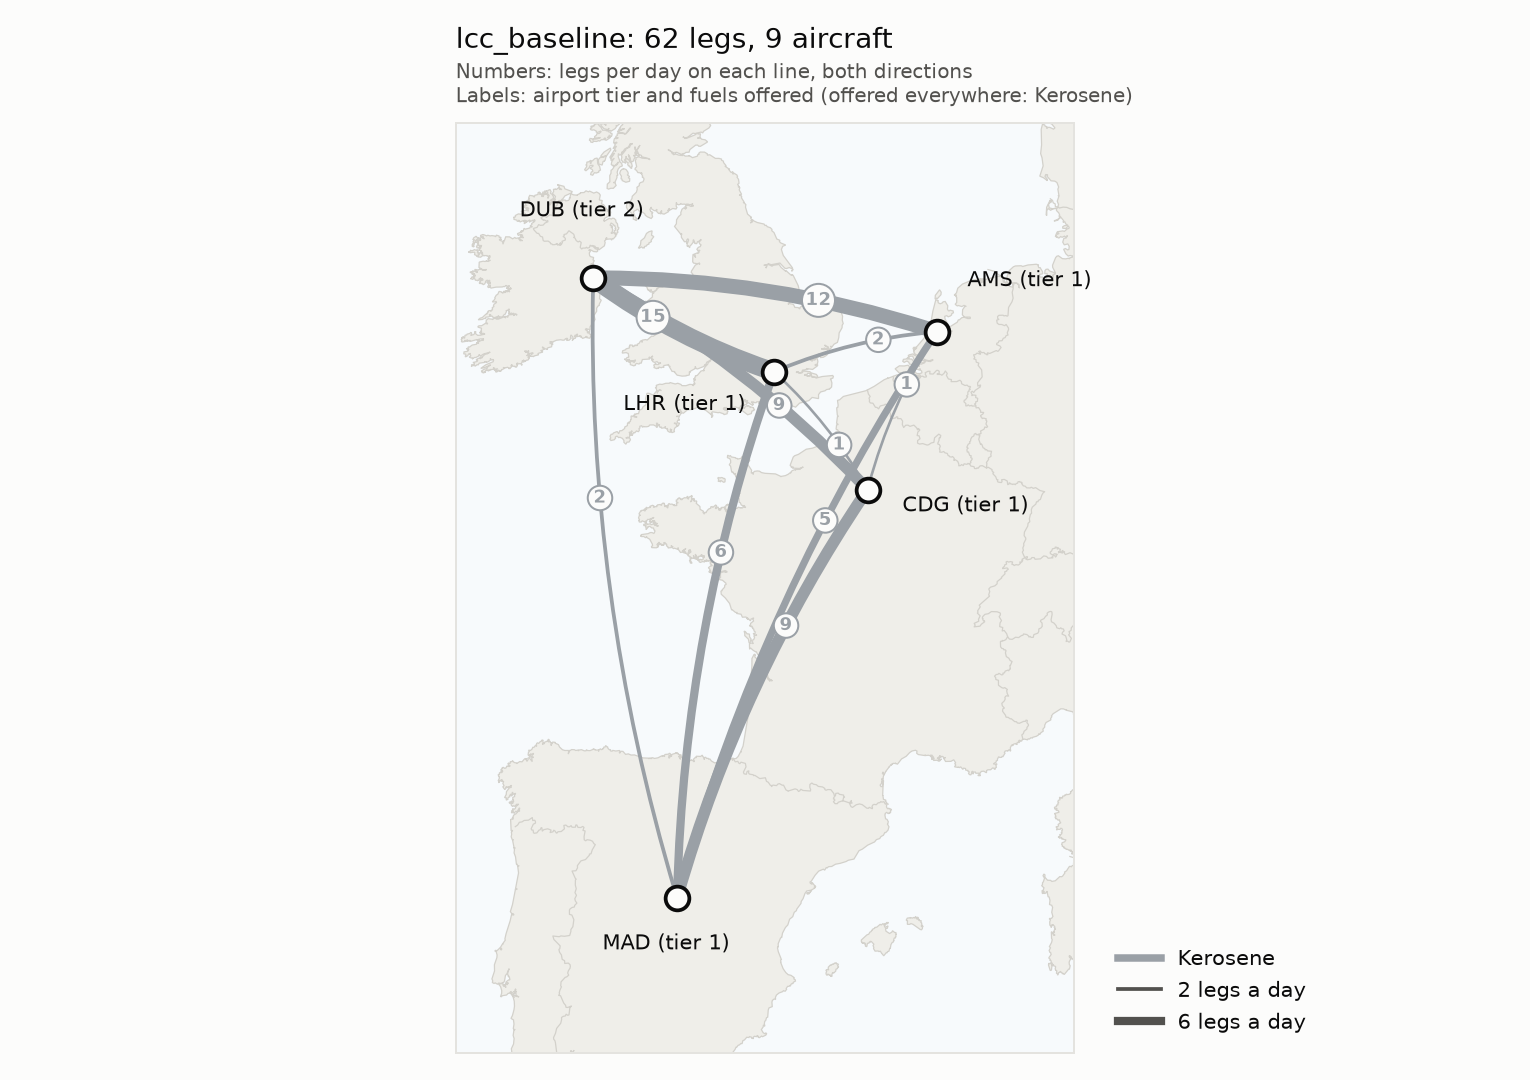 lcc_baseline: 62 legs, 9 aircraft
Numbers: legs per day on each line, both directions
Labels: airport tier and fuels offered (offered everywhere: Kerosene)
DUB (tier 2)
AMS (tier 1)
12
15
2
1
LHR (tier 1)
9
1
2
CDG (tier 1)
5
6
9
MAD (tier 1)
Kerosene
2 legs a day
6 legs a day